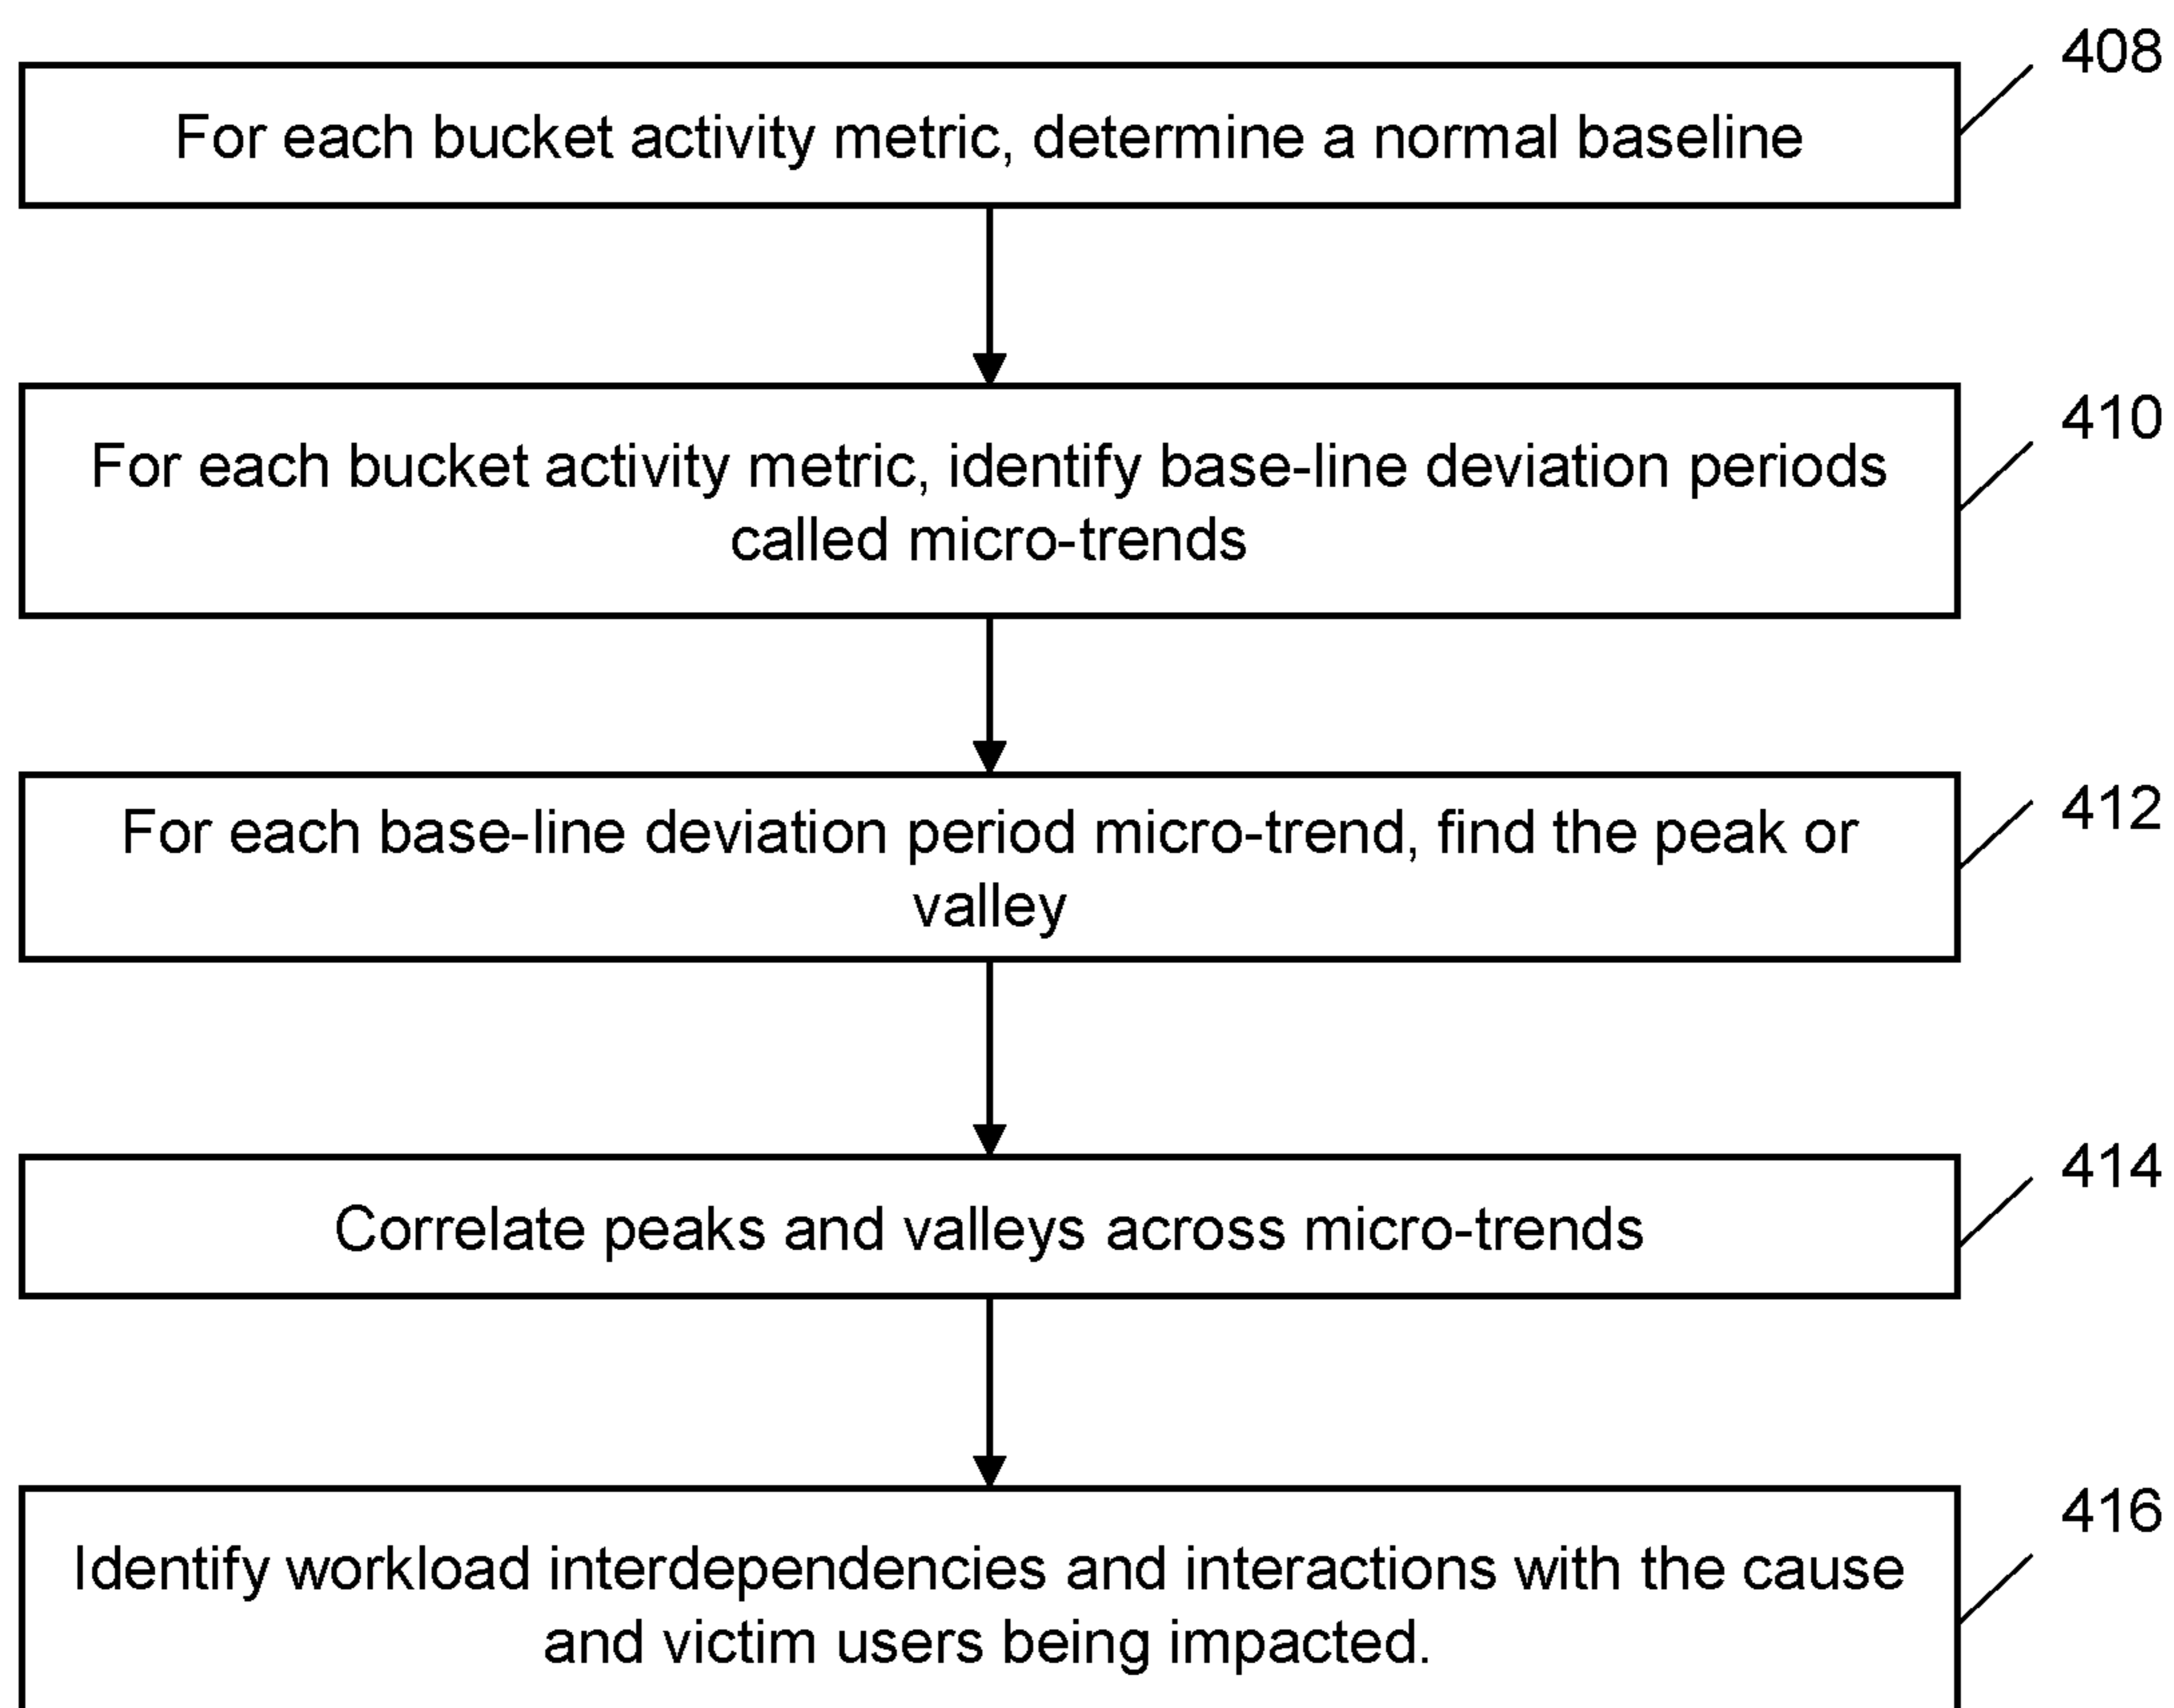 408
For each bucket activity metric, determine a normal baseline
410
For each bucket activity metric, identify base-line deviation periods
called micro-trends
412
For each base-line deviation period micro-trend, find the peak or
valley
414
Correlate peaks and valleys across micro-trends
416
Identify workload interdependencies and interactions with the cause
and victim users being impacted.